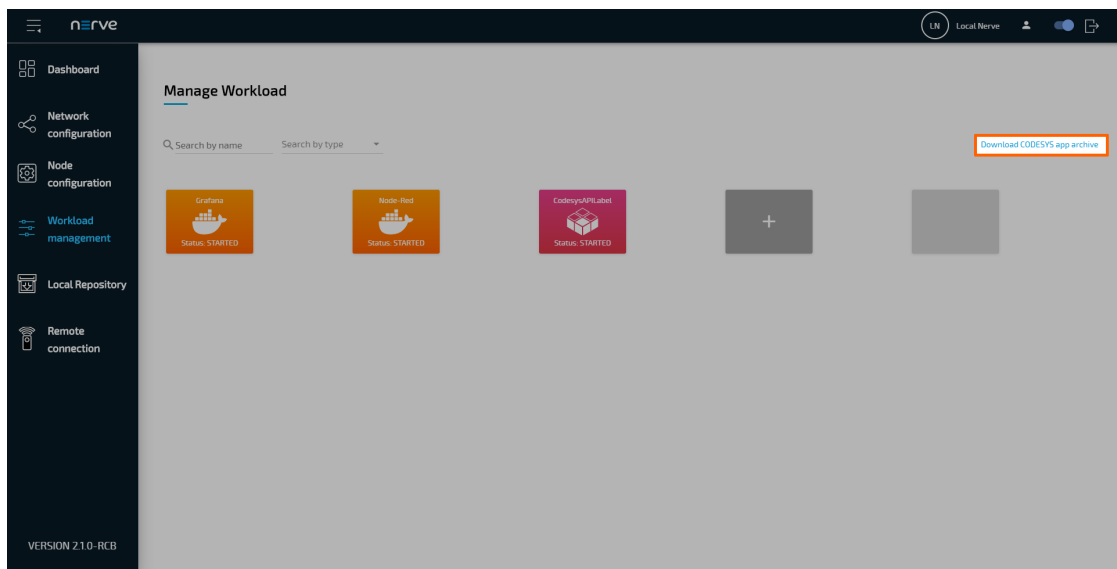 nerve
LN
Local Nerve
Dashboard
Network
configuration
Node
configuration
Workload
management
Local Repository
Remote
connection
VERSION 2.1.0-RCB
Manage Workload
Search by name
Search by type
Download CODESYS app archive
Grafana
Status: STARTED
Node-Red
Status: STARTED
CodesysAPILabel
Status: STARTED
+